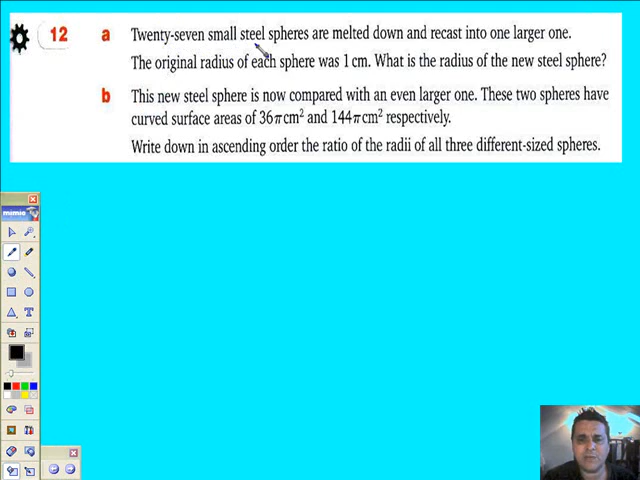 12 a Twenty-seven small steel spheres are melted down and recast into one larger one.
The original radius of each sphere was 1 cm. What is the radius of the new steel sphere?
b This new steel sphere is now compared with an even larger one. These two spheres have
curved surface areas of 36π cm² and 144π cm² respectively.
Write down in ascending order the ratio of the radii of all three different-sized spheres.
mimio
A
T